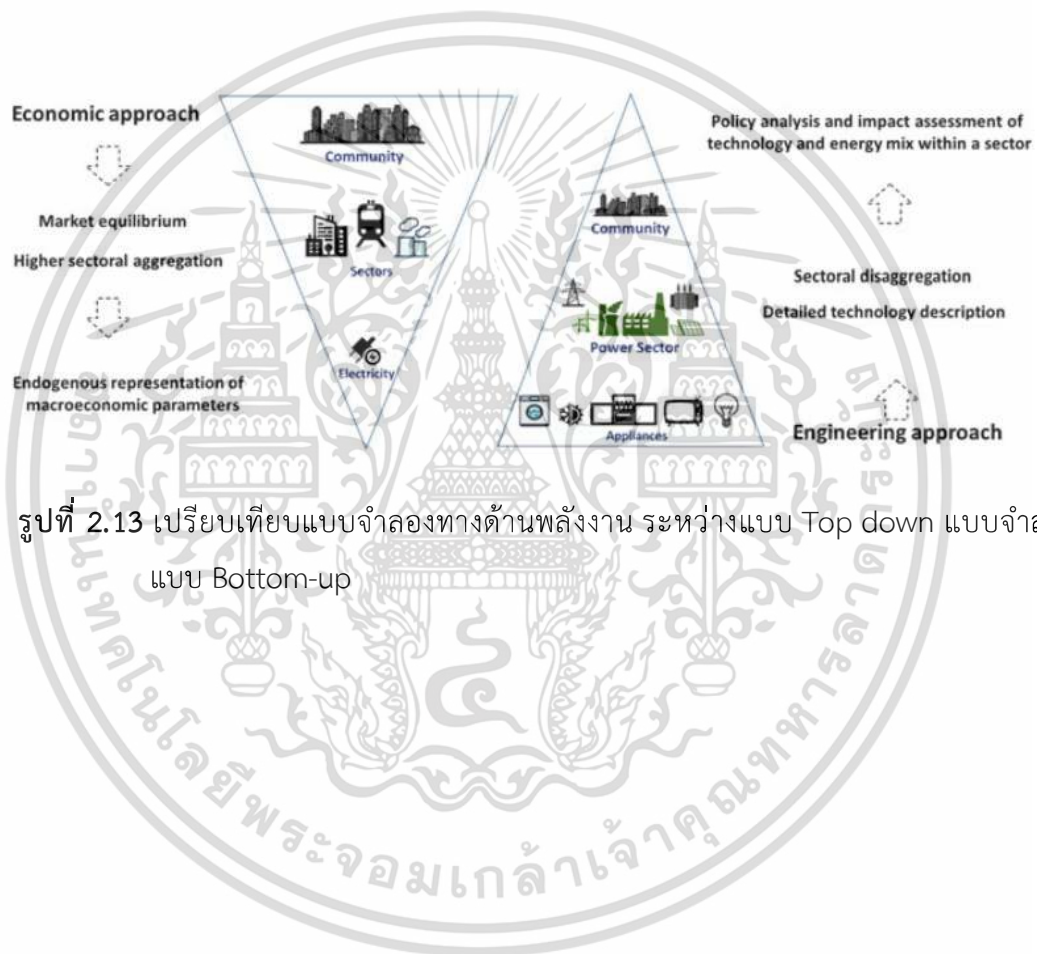 Economic approach
Market equilibrium
Higher sectoral aggregation
Endogenous representation of
macroeconomic parameters
Community
Sectors
Electricity
Community
Power Sector
Appliances
Policy analysis and impact assessment of
technology and energy mix within a sector
Sectoral disaggregation
Detailed technology description
Engineering approach
รูปที่ 2.13 เปรียบเทียบแบบจำลองทางด้านพลังงาน ระหว่างแบบ Top down แบบจำล
แบบ Bottom-up